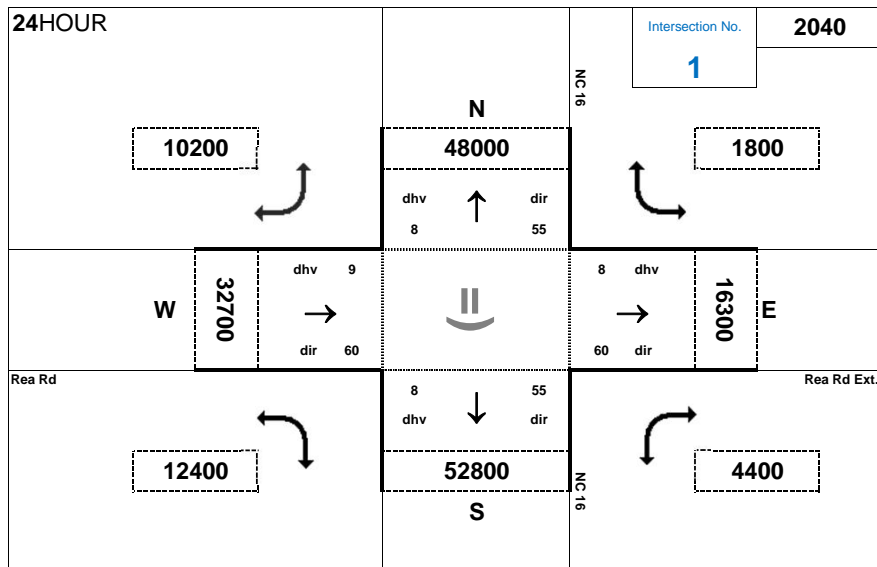 24HOUR
Intersection No.
2040
1
NC 16
N
10200
48000
1800
dhv
dir
8
55
dhv 9
8 dhv
W
32700
16300
E
dir 60
60 dir
Rea Rd
Rea Rd Ext.
8
55
dhv
dir
12400
52800
4400
NC 16
S